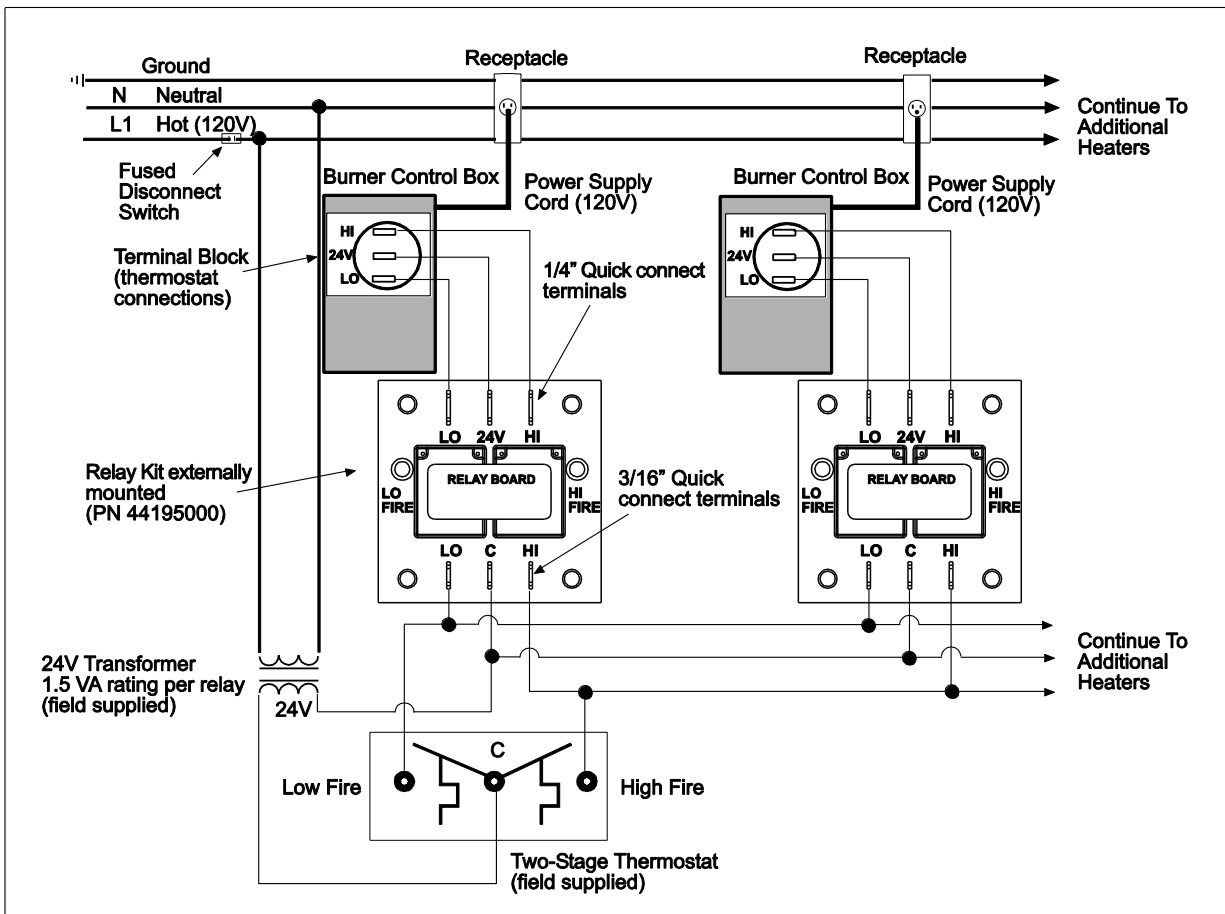 Ground
N Neutral
L1 Hot (120V)
Receptacle
Receptacle
Continue To
Additional
Heaters
Fused
Disconnect
Switch
Burner Control Box
Power Supply
Cord (120V)
Burner Control Box
Power Supply
Cord (120V)
HI
24V
LO
HI
24V
LO
Terminal Block
(thermostat
connections)
1/4” Quick connect
terminals
LO 24V HI
RELAY BOARD
LO
FIRE
HI
FIRE
LO C HI
LO 24V HI
RELAY BOARD
LO
FIRE
HI
FIRE
LO C HI
Relay Kit externally
mounted
(PN 44195000)
3/16” Quick
connect terminals
24V Transformer
1.5 VA rating per relay
(field supplied)
24V
Continue To
Additional
Heaters
C
Low Fire
High Fire
Two-Stage Thermostat
(field supplied)